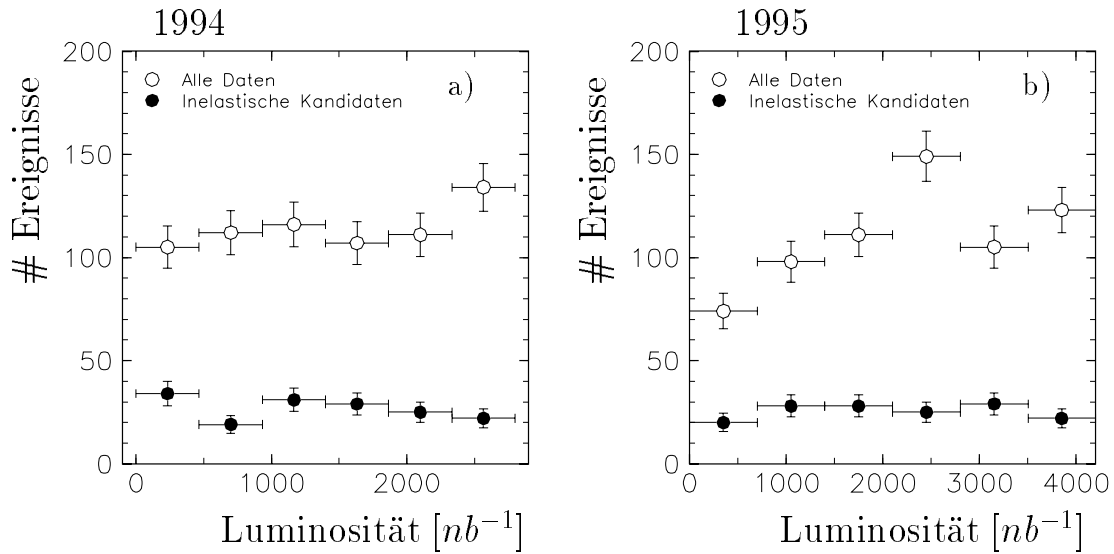 1994
200
150
100
50
0
# Ereignisse
Alle Daten
Inelastische Kandidaten
a)
0 1000 2000
Luminosität [nb⁻¹]
1995
200
150
100
50
0
# Ereignisse
Alle Daten
Inelastische Kandidaten
b)
0 1000 2000 3000 4000
Luminosität [nb⁻¹]